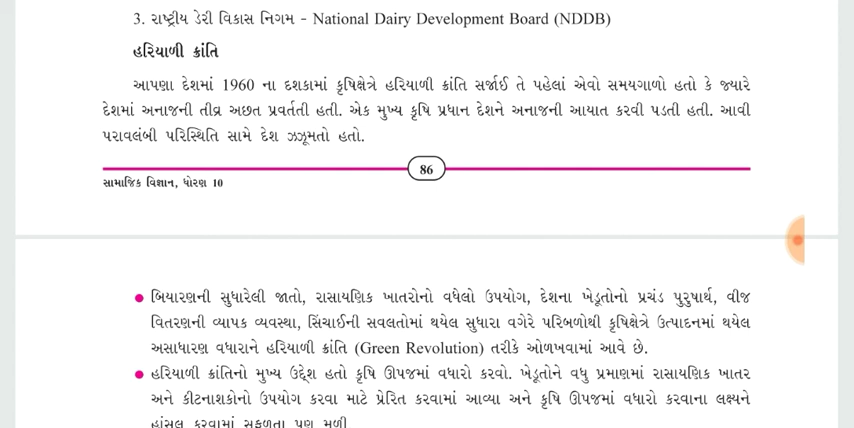 3. રાષ્ટ્રીય ડેરી વિકાસ નિગમ - National Dairy Development Board (NDDB)
હરિયાળી ક્રાંતિ
આપણા દેશમાં 1960 ના દશકામાં કૃષિક્ષેત્રે હરિયાળી ક્રાંતિ સર્જાઈ તે પહેલાં એવો સમયગાળો હતો કે જ્યારે
દેશમાં અનાજની તીવ્ર અછત પ્રવર્તતી હતી. એક મુખ્ય કૃષિ પ્રધાન દેશને અનાજની આયાત કરવી પડતી હતી. આવી
પરાવલંબી પરિસ્થિતિ સામે દેશ ઝઝૂમતો હતો.
86
સામાજિક વિજ્ઞાન, ધોરણ 10
● બિયારણની સુધારેલી જાતો, રાસાયણિક ખાતરોનો વધેલો ઉપયોગ, દેશના ખેડૂતોનો પ્રચંડ પુરુષાર્થ, વીજ
વિતરણની વ્યાપક વ્યવસ્થા, સિંચાઈની સવલતોમાં થયેલ સુધારા વગેરે પરિબળોથી કૃષિક્ષેત્રે ઉત્પાદનમાં થયેલ
અસાધારણ વધારાને હરિયાળી ક્રાંતિ (Green Revolution) તરીકે ઓળખવામાં આવે છે.
● હરિયાળી ક્રાંતિનો મુખ્ય ઉદ્દેશ હતો કૃષિ ઊપજમાં વધારો કરવો. ખેડૂતોને વધુ પ્રમાણમાં રાસાયણિક ખાતર
અને કીટનાશકોનો ઉપયોગ કરવા માટે પ્રેરિત કરવામાં આવ્યા અને કૃષિ ઊપજમાં વધારો કરવાના લક્ષ્યને
હાંસલ કરવામાં સફળતા પણ મળી